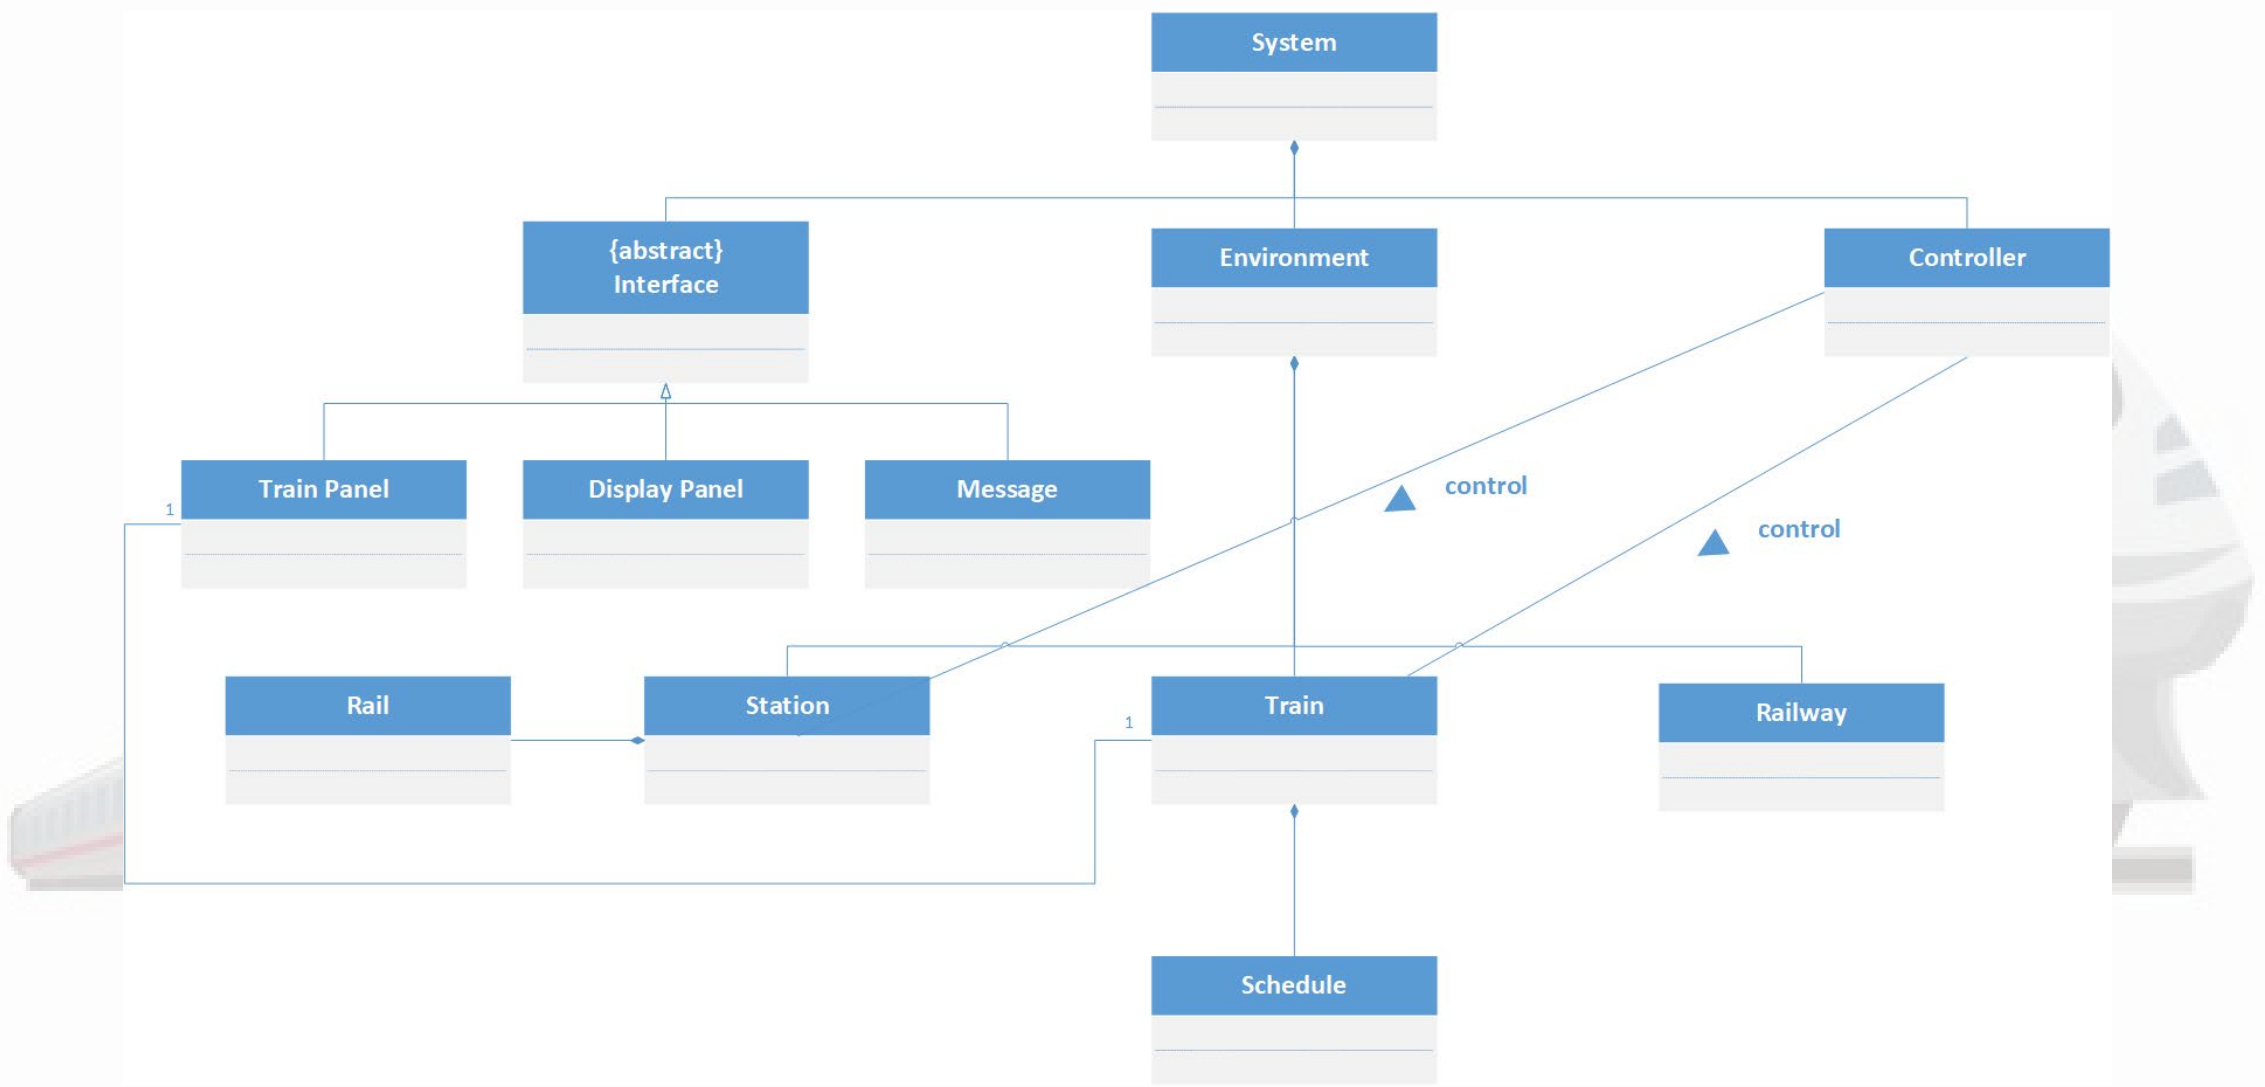 System
{abstract}
Interface
Environment
Controller
Train Panel
Display Panel
Message
control
1
control
Rail
Station
Train
Railway
1
Schedule